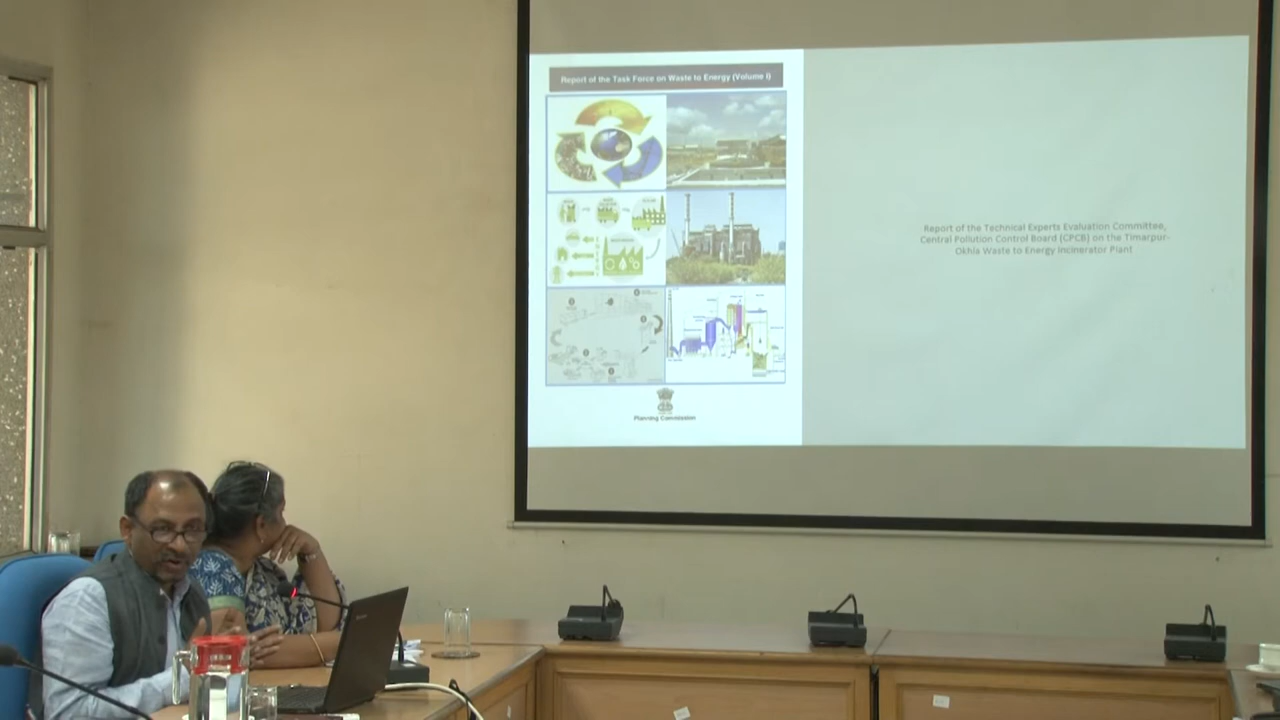 Report of the Task Force on Waste to Energy (Volume I)
Planning Commission
Report of the Technical Experts Evaluation Committee,
Central Pollution Control Board (CPCB) on the Timarpur-
Okhla Waste to Energy Incinerator Plant